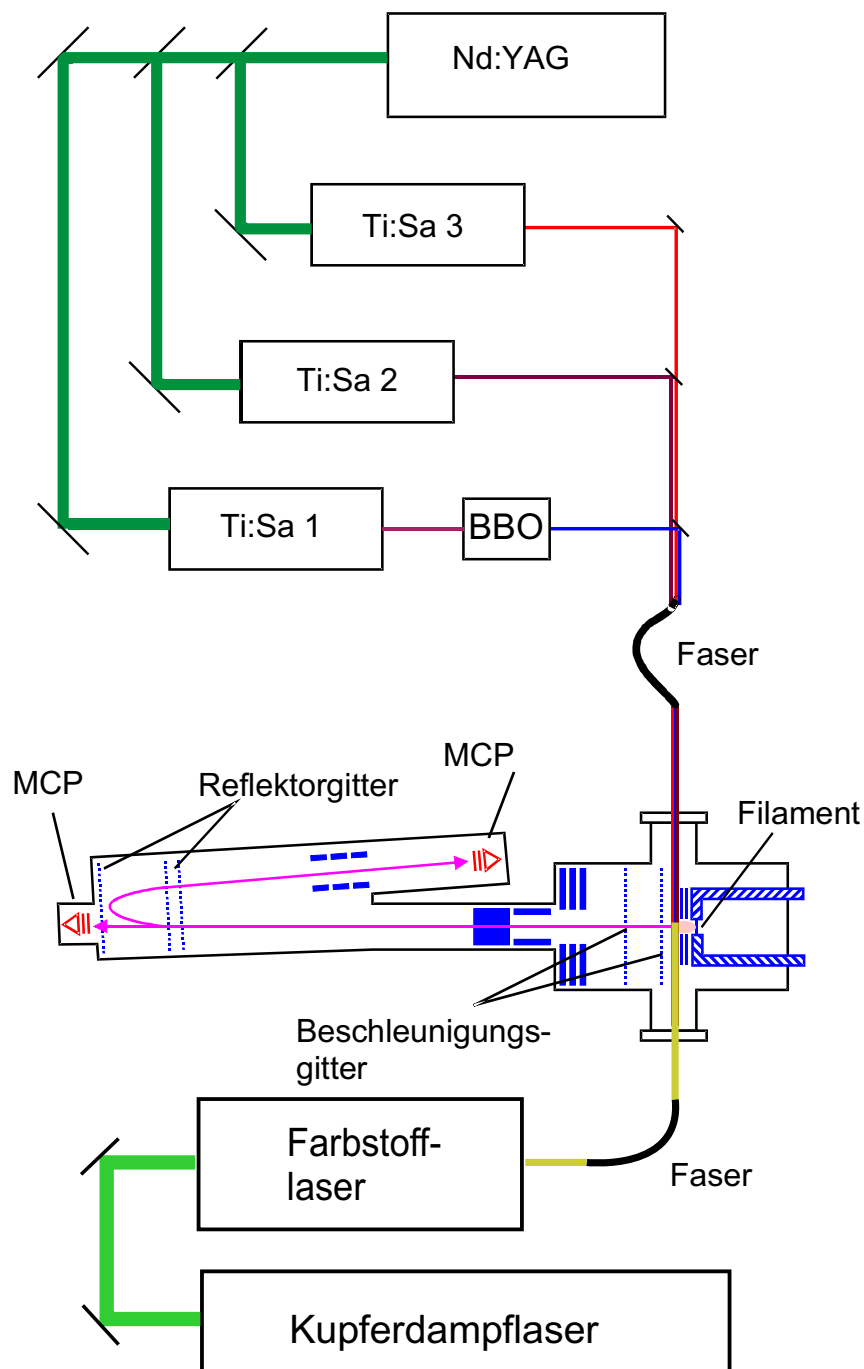 Nd:YAG
Ti:Sa 3
Ti:Sa 2
Ti:Sa 1
BBO
Faser
MCP
Reflektorgitter
MCP
Filament
Beschleunigungs-
gitter
Farbstoff-
laser
Faser
Kupferdampflaser